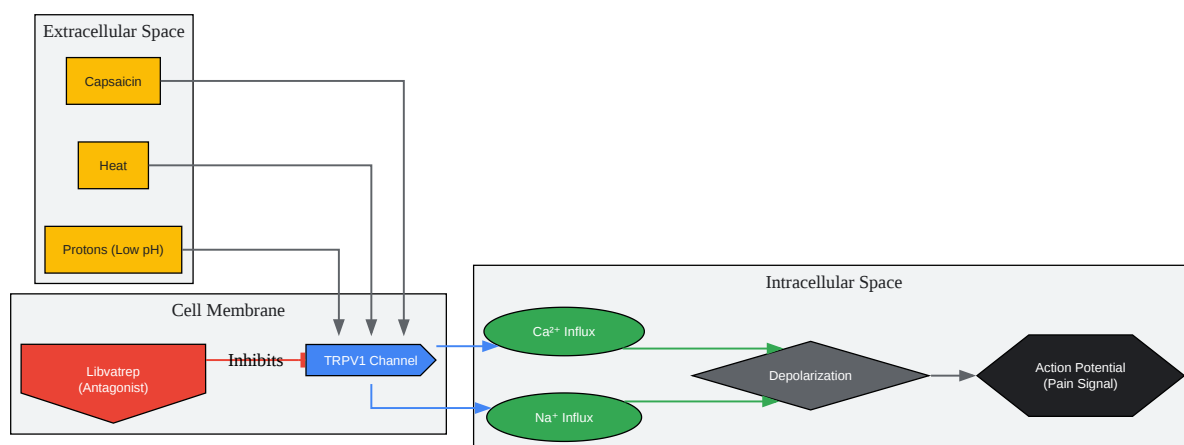 Extracellular Space
Capsaicin
Heat
Protons (Low pH)
Cell Membrane
Libvatrep
(Antagonist)
Inhibits
TRPV1 Channel
Intracellular Space
Ca²⁺ Influx
Na⁺ Influx
Depolarization
Action Potential
(Pain Signal)